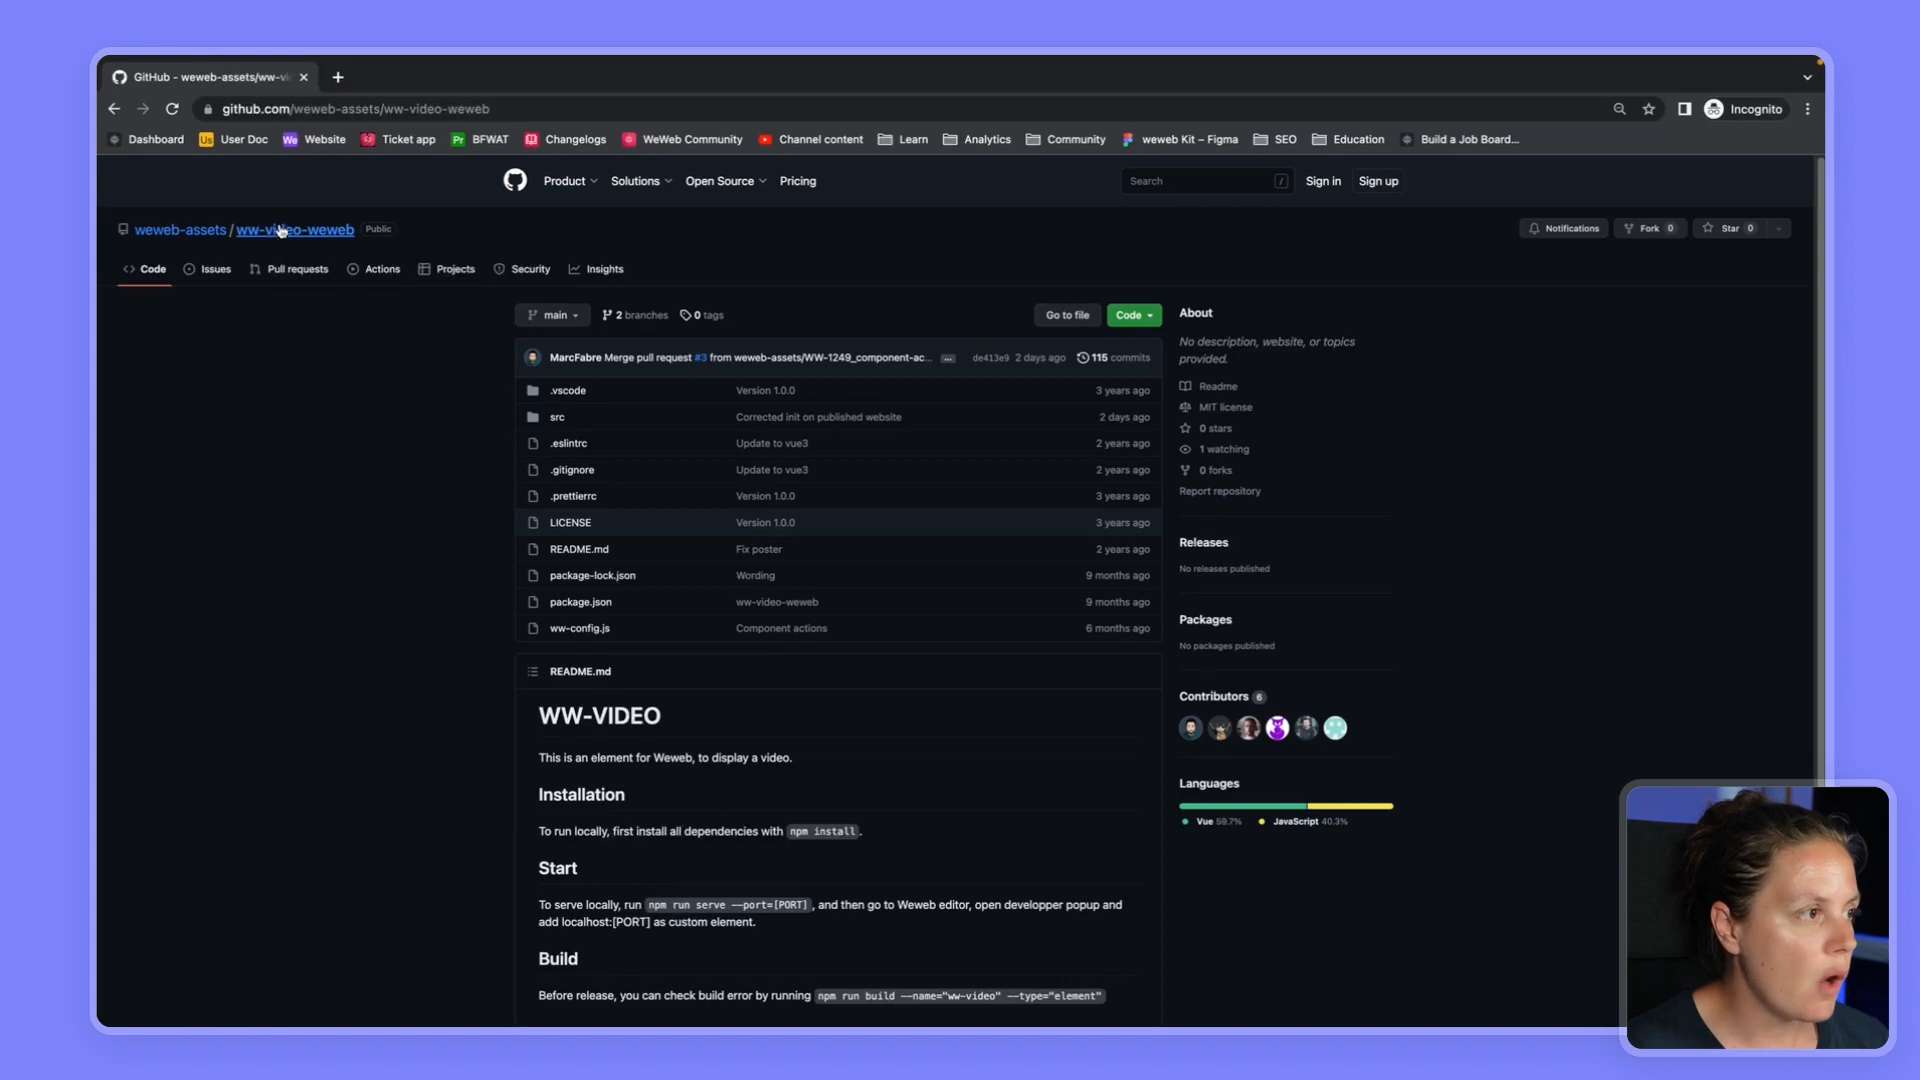 GitHub - weweb-assets/ww-vi
github.com/weweb-assets/ww-video-weweb
Incognito
Dashboard
Us User Doc
We Website
Ticket app
Pr BFWAT
Changelogs
WeWeb Community
Channel content
Learn
Analytics
Community
weweb Kit – Figma
SEO
Education
Build a Job Board...
Product
Solutions
Open Source
Pricing
Search /
Sign in
Sign up
weweb-assets / ww-video-weweb Public
Notifications
Fork 0
Star 0
Code
Issues
Pull requests
Actions
Projects
Security
Insights
main
2 branches
0 tags
Go to file
Code
MarcFabre Merge pull request #3 from weweb-assets/WW-1249_component-ac... ... de413e9 2 days ago 115 commits
.vscode Version 1.0.0 3 years ago
src Corrected init on published website 2 days ago
.eslintrc Update to vue3 2 years ago
.gitignore Update to vue3 2 years ago
.prettierrc Version 1.0.0 3 years ago
LICENSE Version 1.0.0 3 years ago
README.md Fix poster 2 years ago
package-lock.json Wording 9 months ago
package.json ww-video-weweb 9 months ago
ww-config.js Component actions 6 months ago
README.md
WW-VIDEO
This is an element for Weweb, to display a video.
Installation
To run locally, first install all dependencies with npm install.
Start
To serve locally, run npm run serve --port=[PORT], and then go to Weweb editor, open developper popup and
add localhost:[PORT] as custom element.
Build
Before release, you can check build error by running npm run build --name="ww-video" --type="element"
About
No description, website, or topics
provided.
Readme
MIT license
0 stars
1 watching
0 forks
Report repository
Releases
No releases published
Packages
No packages published
Contributors 6
Languages
Vue 59.7%
JavaScript 40.3%